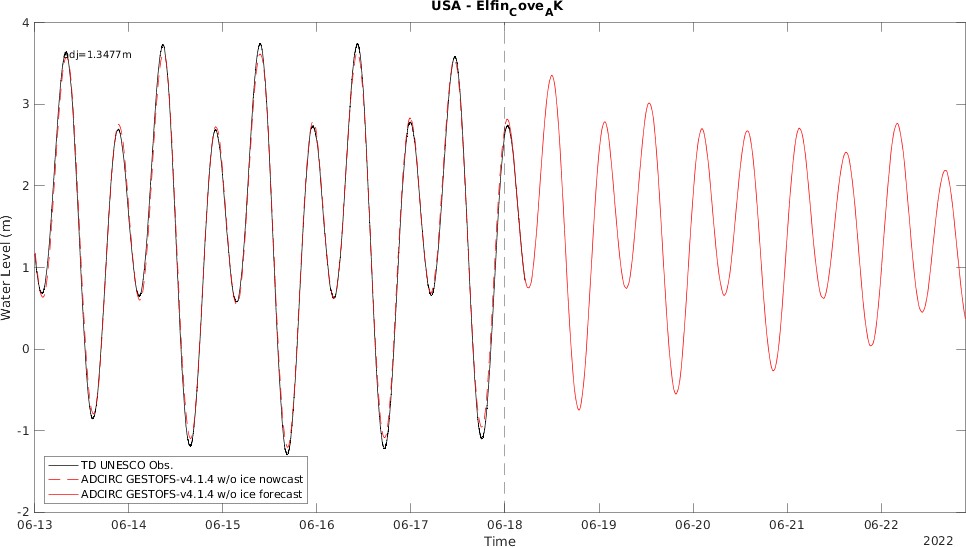 USA - Elfin_Cove_AK
adj=1.3477m
4
3
2
1
0
-1
-2
Water Level (m)
TD UNESCO Obs.
ADCIRC GESTOFS-v4.1.4 w/o ice nowcast
ADCIRC GESTOFS-v4.1.4 w/o ice forecast
06-13 06-14 06-15 06-16 06-17 06-18 06-19 06-20 06-21 06-22
Time
2022